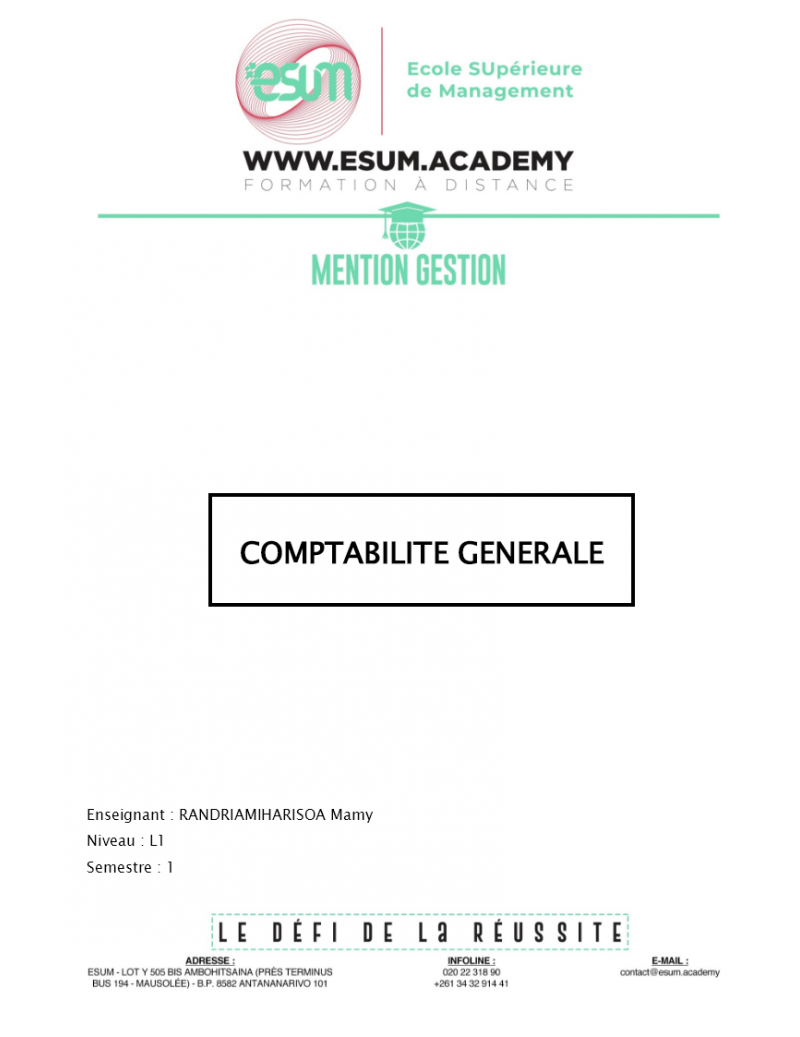 esum
Ecole SUpérieure
de Management
WWW.ESUM.ACADEMY
FORMATION À DISTANCE
MENTION GESTION
COMPTABILITE GENERALE
Enseignant : RANDRIAMIHARISOA Mamy
Niveau : L1
Semestre : 1
LE DÉFI DE La RÉUSSITE
ADRESSE :
ESUM - LOT Y 505 BIS AMBOHITSAINA (PRÈS TERMINUS
BUS 194 - MAUSOLÉE) - B.P. 8582 ANTANANARIVO 101
INFOLINE :
020 22 318 90
+261 34 32 914 41
E-MAIL :
contact@esum.academy